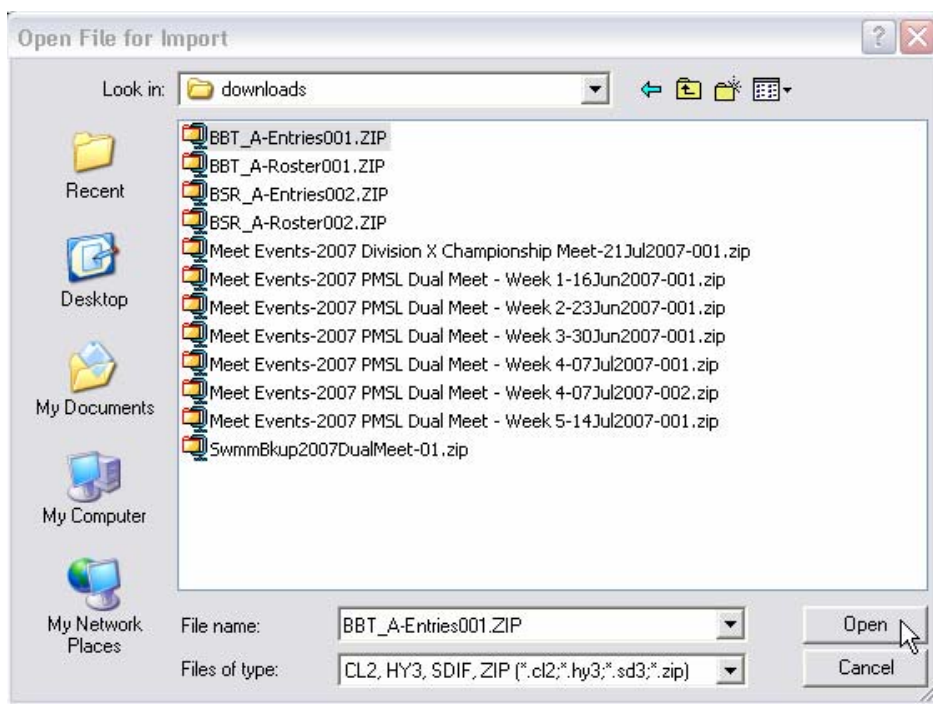 Open File for Import
Look in: downloads
BBT_A-Entries001.ZIP
BBT_A-Roster001.ZIP
BSR_A-Entries002.ZIP
BSR_A-Roster002.ZIP
Meet Events-2007 Division X Championship Meet-21Jul2007-001.zip
Meet Events-2007 PMSL Dual Meet - Week 1-16Jun2007-001.zip
Meet Events-2007 PMSL Dual Meet - Week 2-23Jun2007-001.zip
Meet Events-2007 PMSL Dual Meet - Week 3-30Jun2007-001.zip
Meet Events-2007 PMSL Dual Meet - Week 4-07Jul2007-001.zip
Meet Events-2007 PMSL Dual Meet - Week 4-07Jul2007-002.zip
Meet Events-2007 PMSL Dual Meet - Week 5-14Jul2007-001.zip
SwmmBkup2007DualMeet-01.zip
Recent
Desktop
My Documents
My Computer
My Network
Places
File name: BBT_A-Entries001.ZIP Open
Files of type: CL2, HY3, SDIF, ZIP (*.cl2;*.hy3;*.sd3;*.zip) Cancel